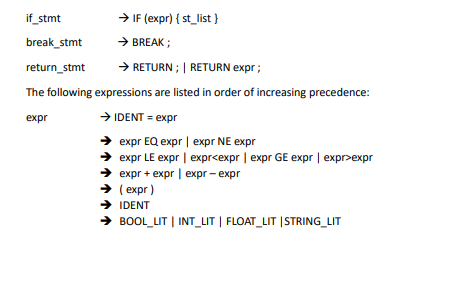 if_stmt → IF (expr) { st_list }
break_stmt → BREAK ;
return_stmt → RETURN ; | RETURN expr ;
The following expressions are listed in order of increasing precedence:
expr → IDENT = expr
➔ expr EQ expr | expr NE expr
➔ expr LE expr | expr<expr | expr GE expr | expr>expr
➔ expr + expr | expr – expr
➔ ( expr )
➔ IDENT
➔ BOOL_LIT | INT_LIT | FLOAT_LIT |STRING_LIT